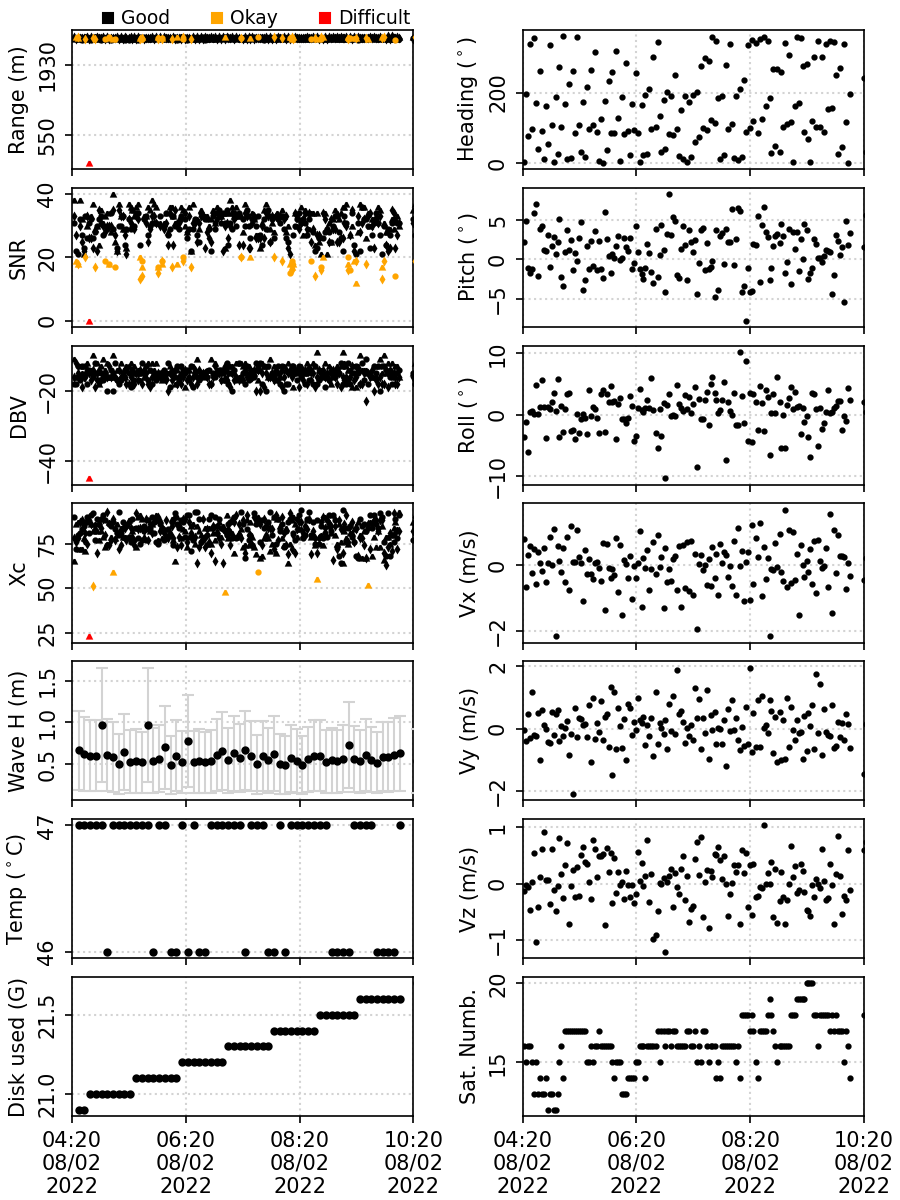 Good Okay Difficult
Range (m)
1930
550
Heading (°)
200
0
SNR
40
20
0
Pitch (°)
5
0
−5
DBV
−20
−40
Roll (°)
10
0
−10
Xc
75
50
25
Vx (m/s)
0
−2
Wave H (m)
1.5
1.0
0.5
Vy (m/s)
2
0
−2
Temp (°C)
47
46
Vz (m/s)
1
0
−1
Disk used (G)
21.5
21.0
Sat. Numb.
20
15
04:20 06:20 08:20 10:20
08/02 08/02 08/02 08/02
2022 2022 2022 2022
04:20 06:20 08:20 10:20
08/02 08/02 08/02 08/02
2022 2022 2022 2022